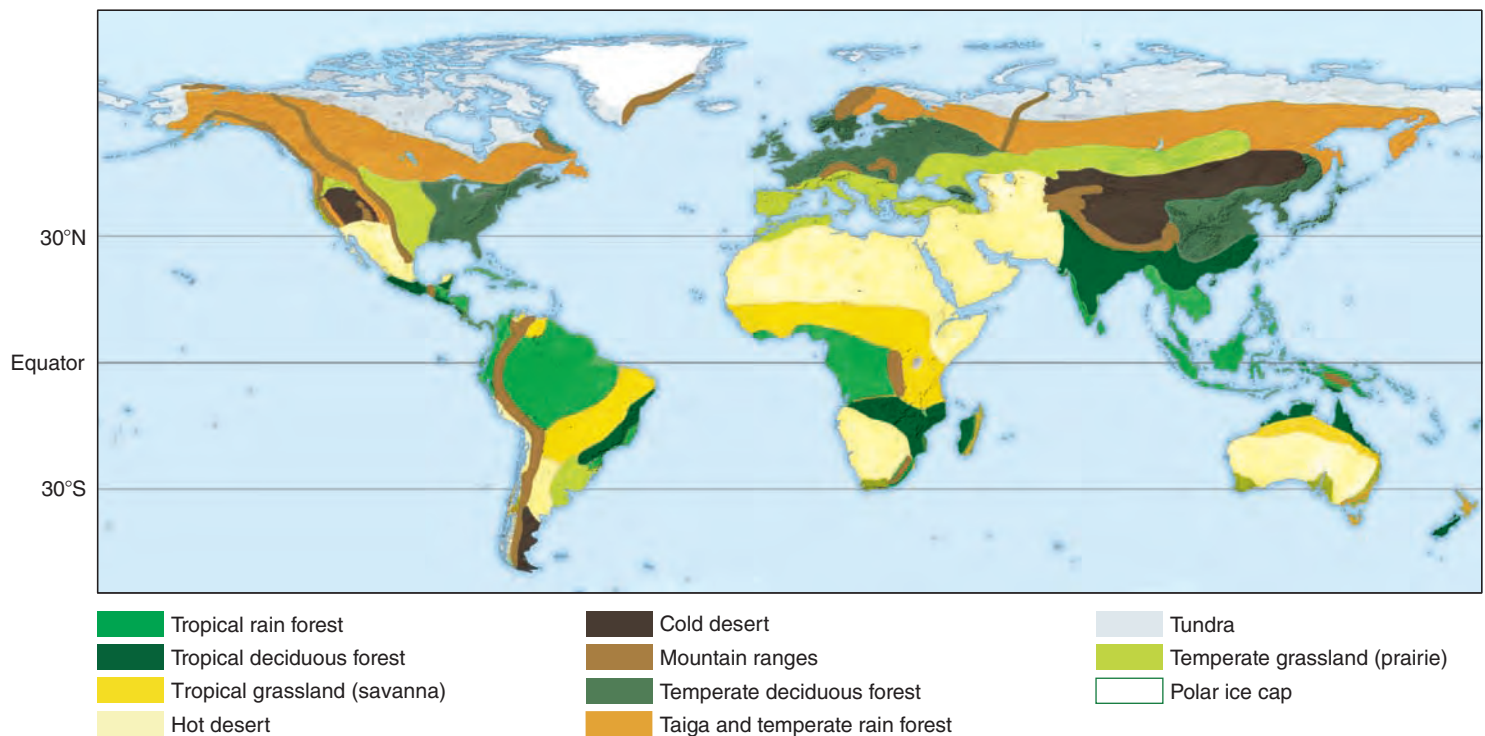 30°N
Equator
30°S
Tropical rain forest
Tropical deciduous forest
Tropical grassland (savanna)
Hot desert
Cold desert
Mountain ranges
Temperate deciduous forest
Taiga and temperate rain forest
Tundra
Temperate grassland (prairie)
Polar ice cap